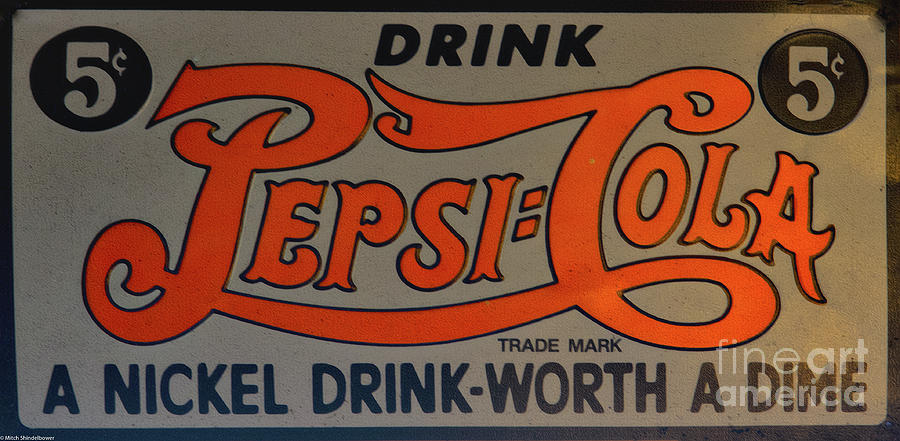 DRINK
5¢ 5¢
PEPSI=COLA
TRADE MARK
A NICKEL DRINK-WORTH A DIME
fineart
america
© Mitch Shindelbower